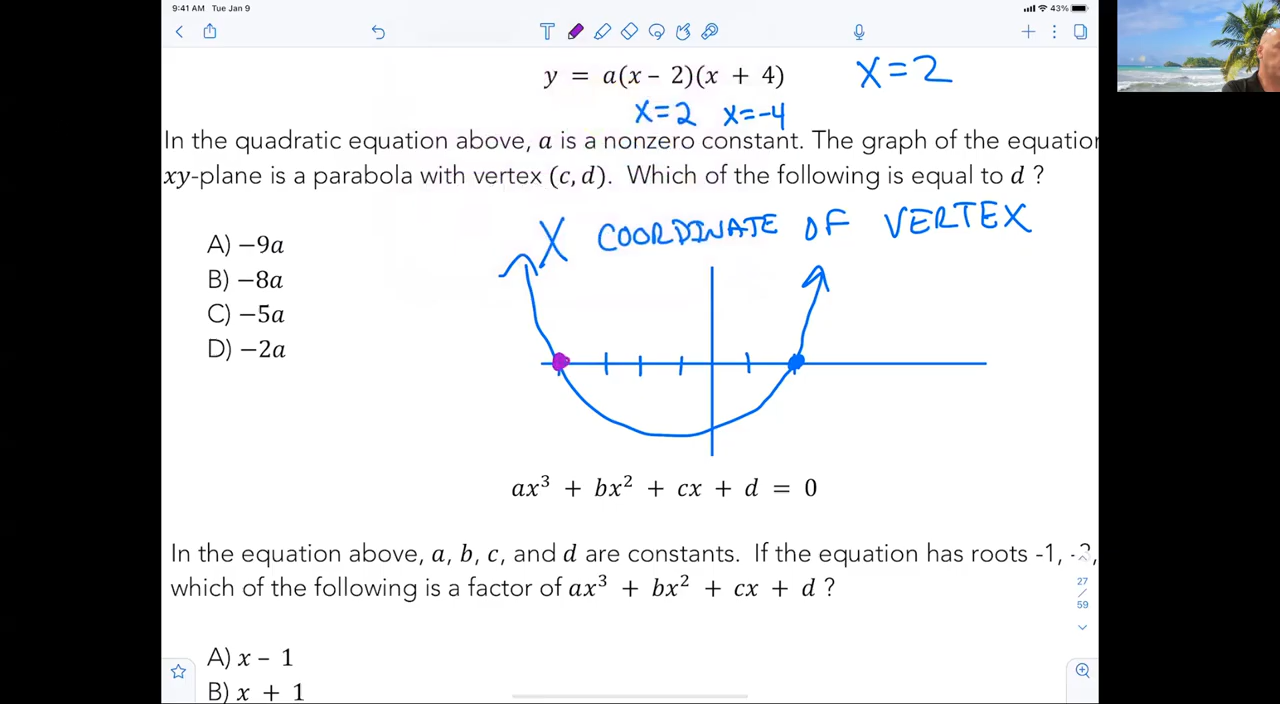 9:41 AM Tue Jan 9
43%
y = a(x – 2)(x + 4)
X=2
X=2 X=-4
In the quadratic equation above, a is a nonzero constant. The graph of the equation
xy-plane is a parabola with vertex (c, d). Which of the following is equal to d ?
X COORDINATE OF VERTEX
A) −9a
B) −8a
C) −5a
D) −2a
ax³ + bx² + cx + d = 0
In the equation above, a, b, c, and d are constants. If the equation has roots -1,
which of the following is a factor of ax³ + bx² + cx + d ?
27
/
59
A) x – 1
B) x + 1